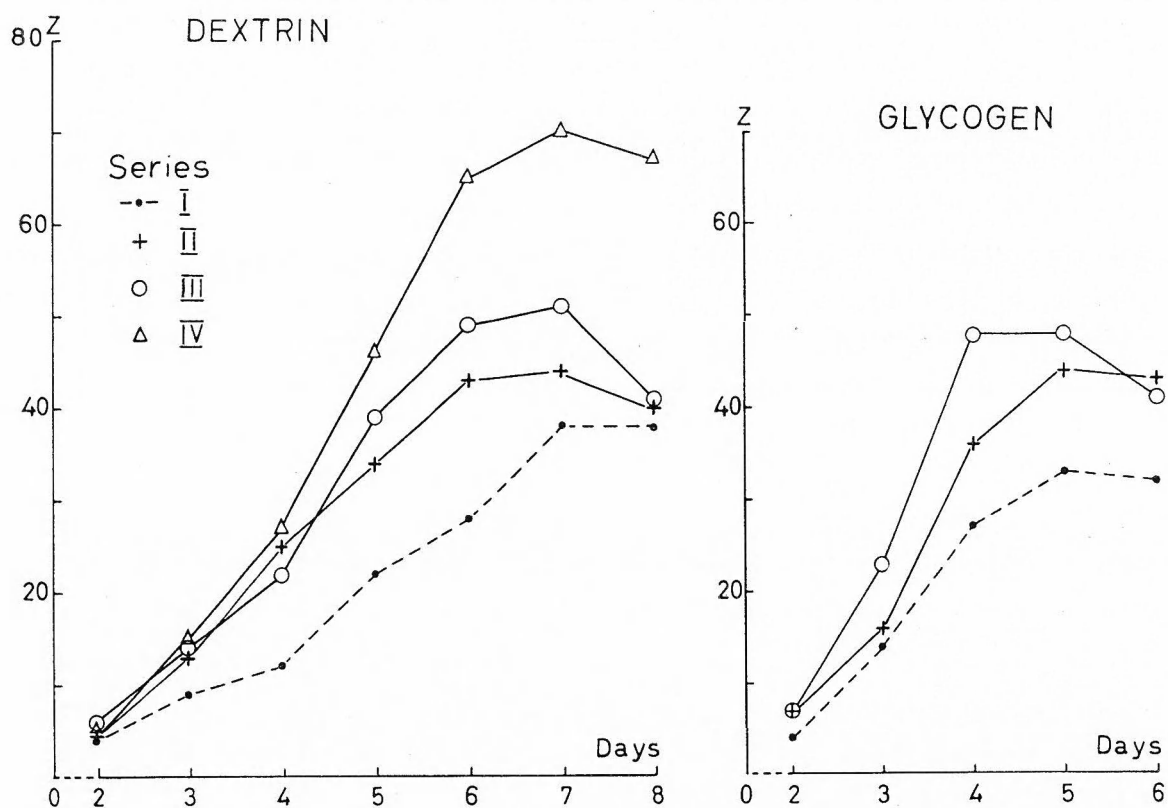 80 Z DEXTRIN
Series
I
II
III
IV
60
40
20
Days
0 2 3 4 5 6 7 8
Z GLYCOGEN
60
40
20
Days
0 2 3 4 5 6